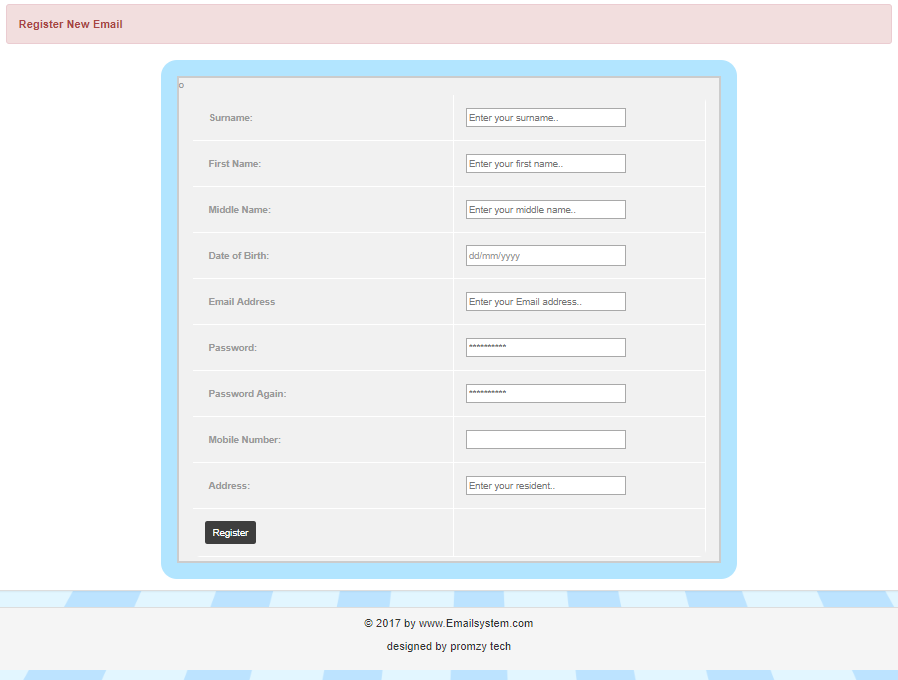 Register New Email
o
Surname: Enter your surname..
First Name: Enter your first name..
Middle Name: Enter your middle name..
Date of Birth: dd/mm/yyyy
Email Address Enter your Email address..
Password: **********
Password Again: **********
Mobile Number:
Address: Enter your resident..
Register
© 2017 by www.Emailsystem.com
designed by promzy tech